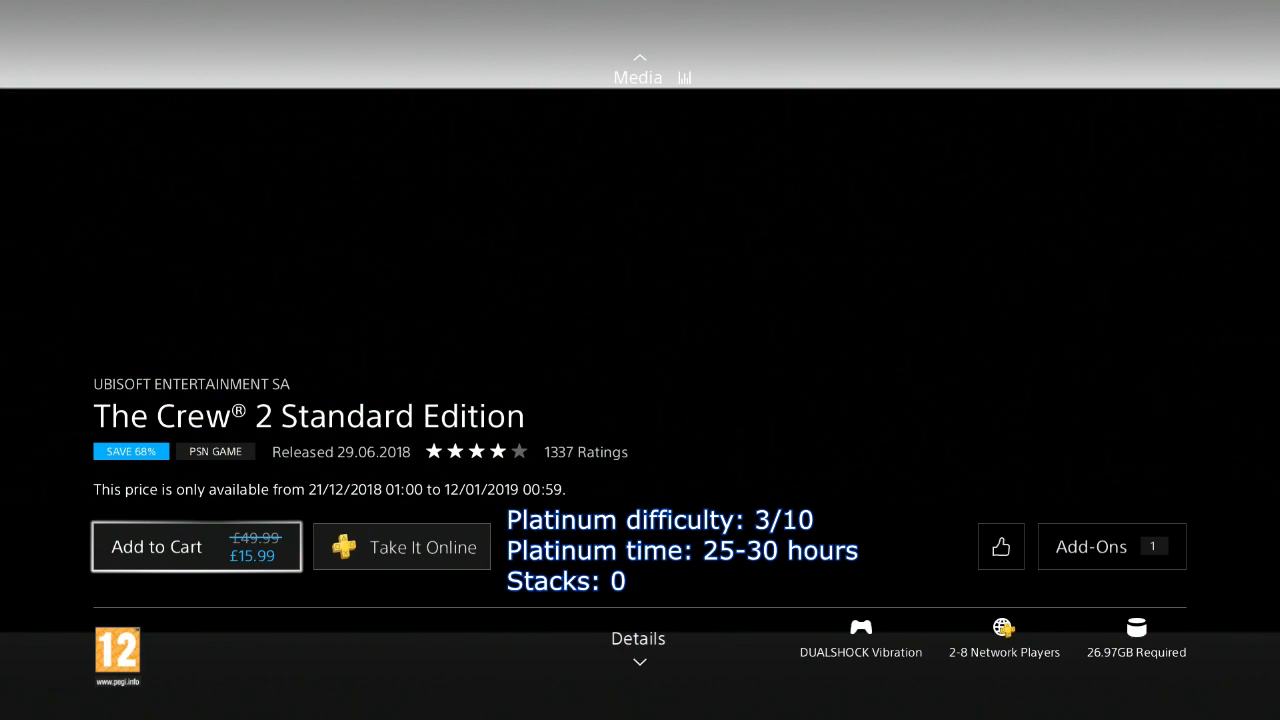 Media
UBISOFT ENTERTAINMENT SA
The Crew® 2 Standard Edition
SAVE 68% PSN GAME Released 29.06.2018 1337 Ratings
This price is only available from 21/12/2018 01:00 to 12/01/2019 00:59.
Add to Cart £49.99 £15.99
Take It Online
Platinum difficulty: 3/10
Platinum time: 25-30 hours
Stacks: 0
Add-Ons 1
12
www.pegi.info
Details
DUALSHOCK Vibration 2-8 Network Players 26.97GB Required